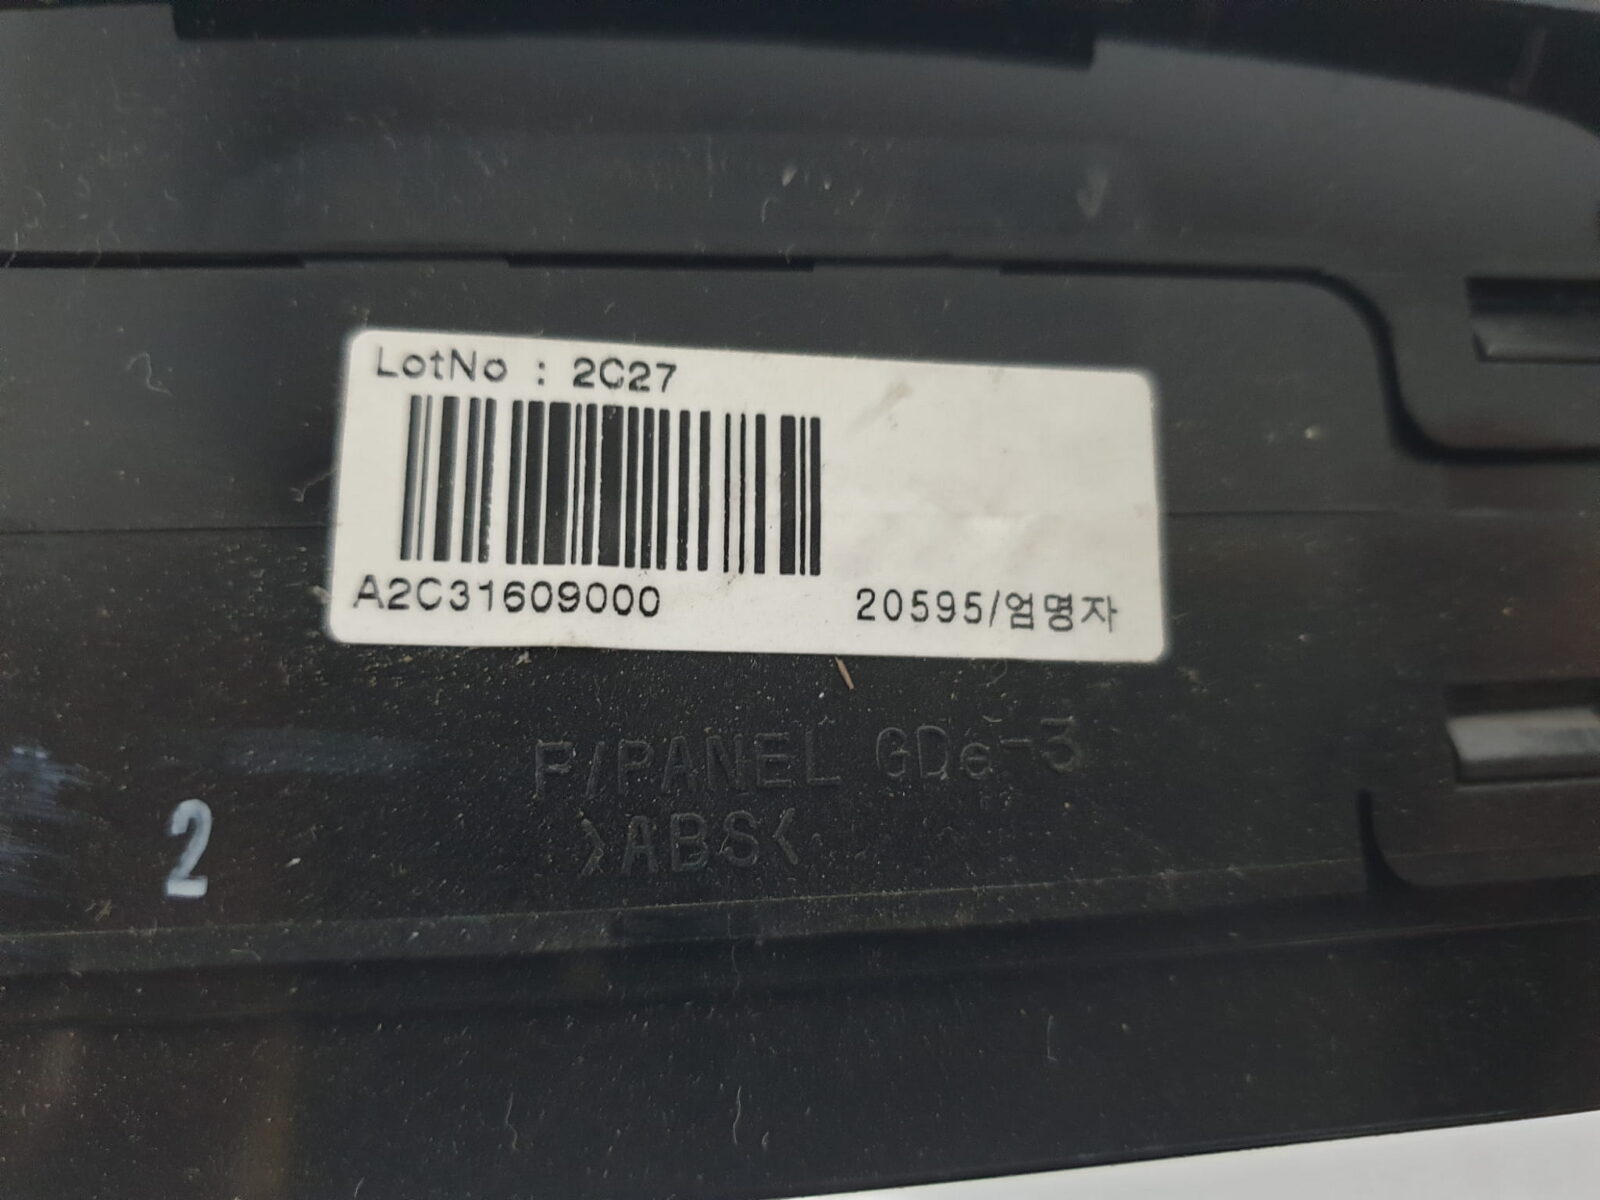 LotNo : 2C27
A2C31609000 20595/엄명자
F/PANEL GDe-3
>ABS<
2